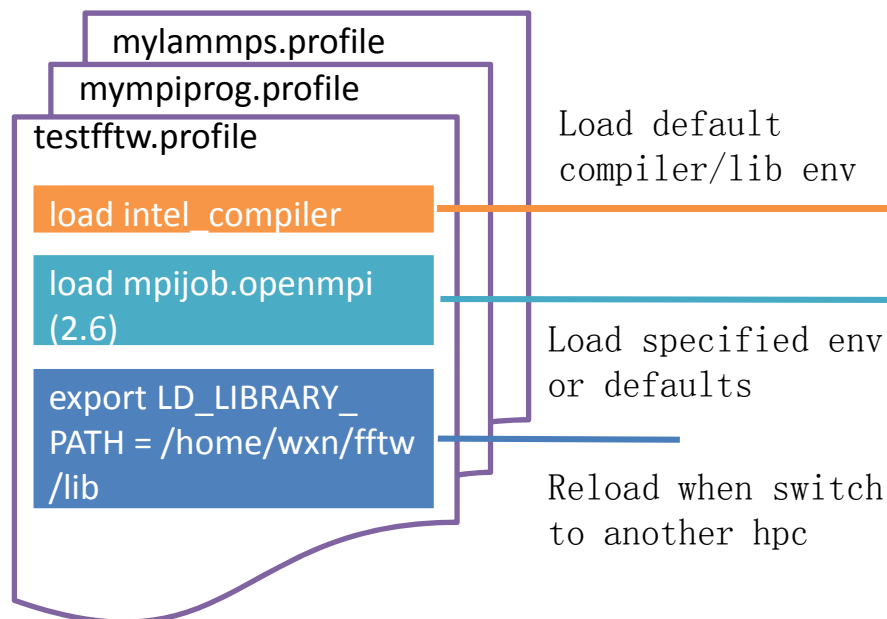 mylammps.profile
mympiprog.profile
testfftw.profile
load intel_compiler
load mpijob.openmpi
(2.6)
export LD_LIBRARY_
PATH = /home/wxn/fftw
/lib
Load default
compiler/lib env
Load specified env
or defaults
Reload when switch
to another hpc